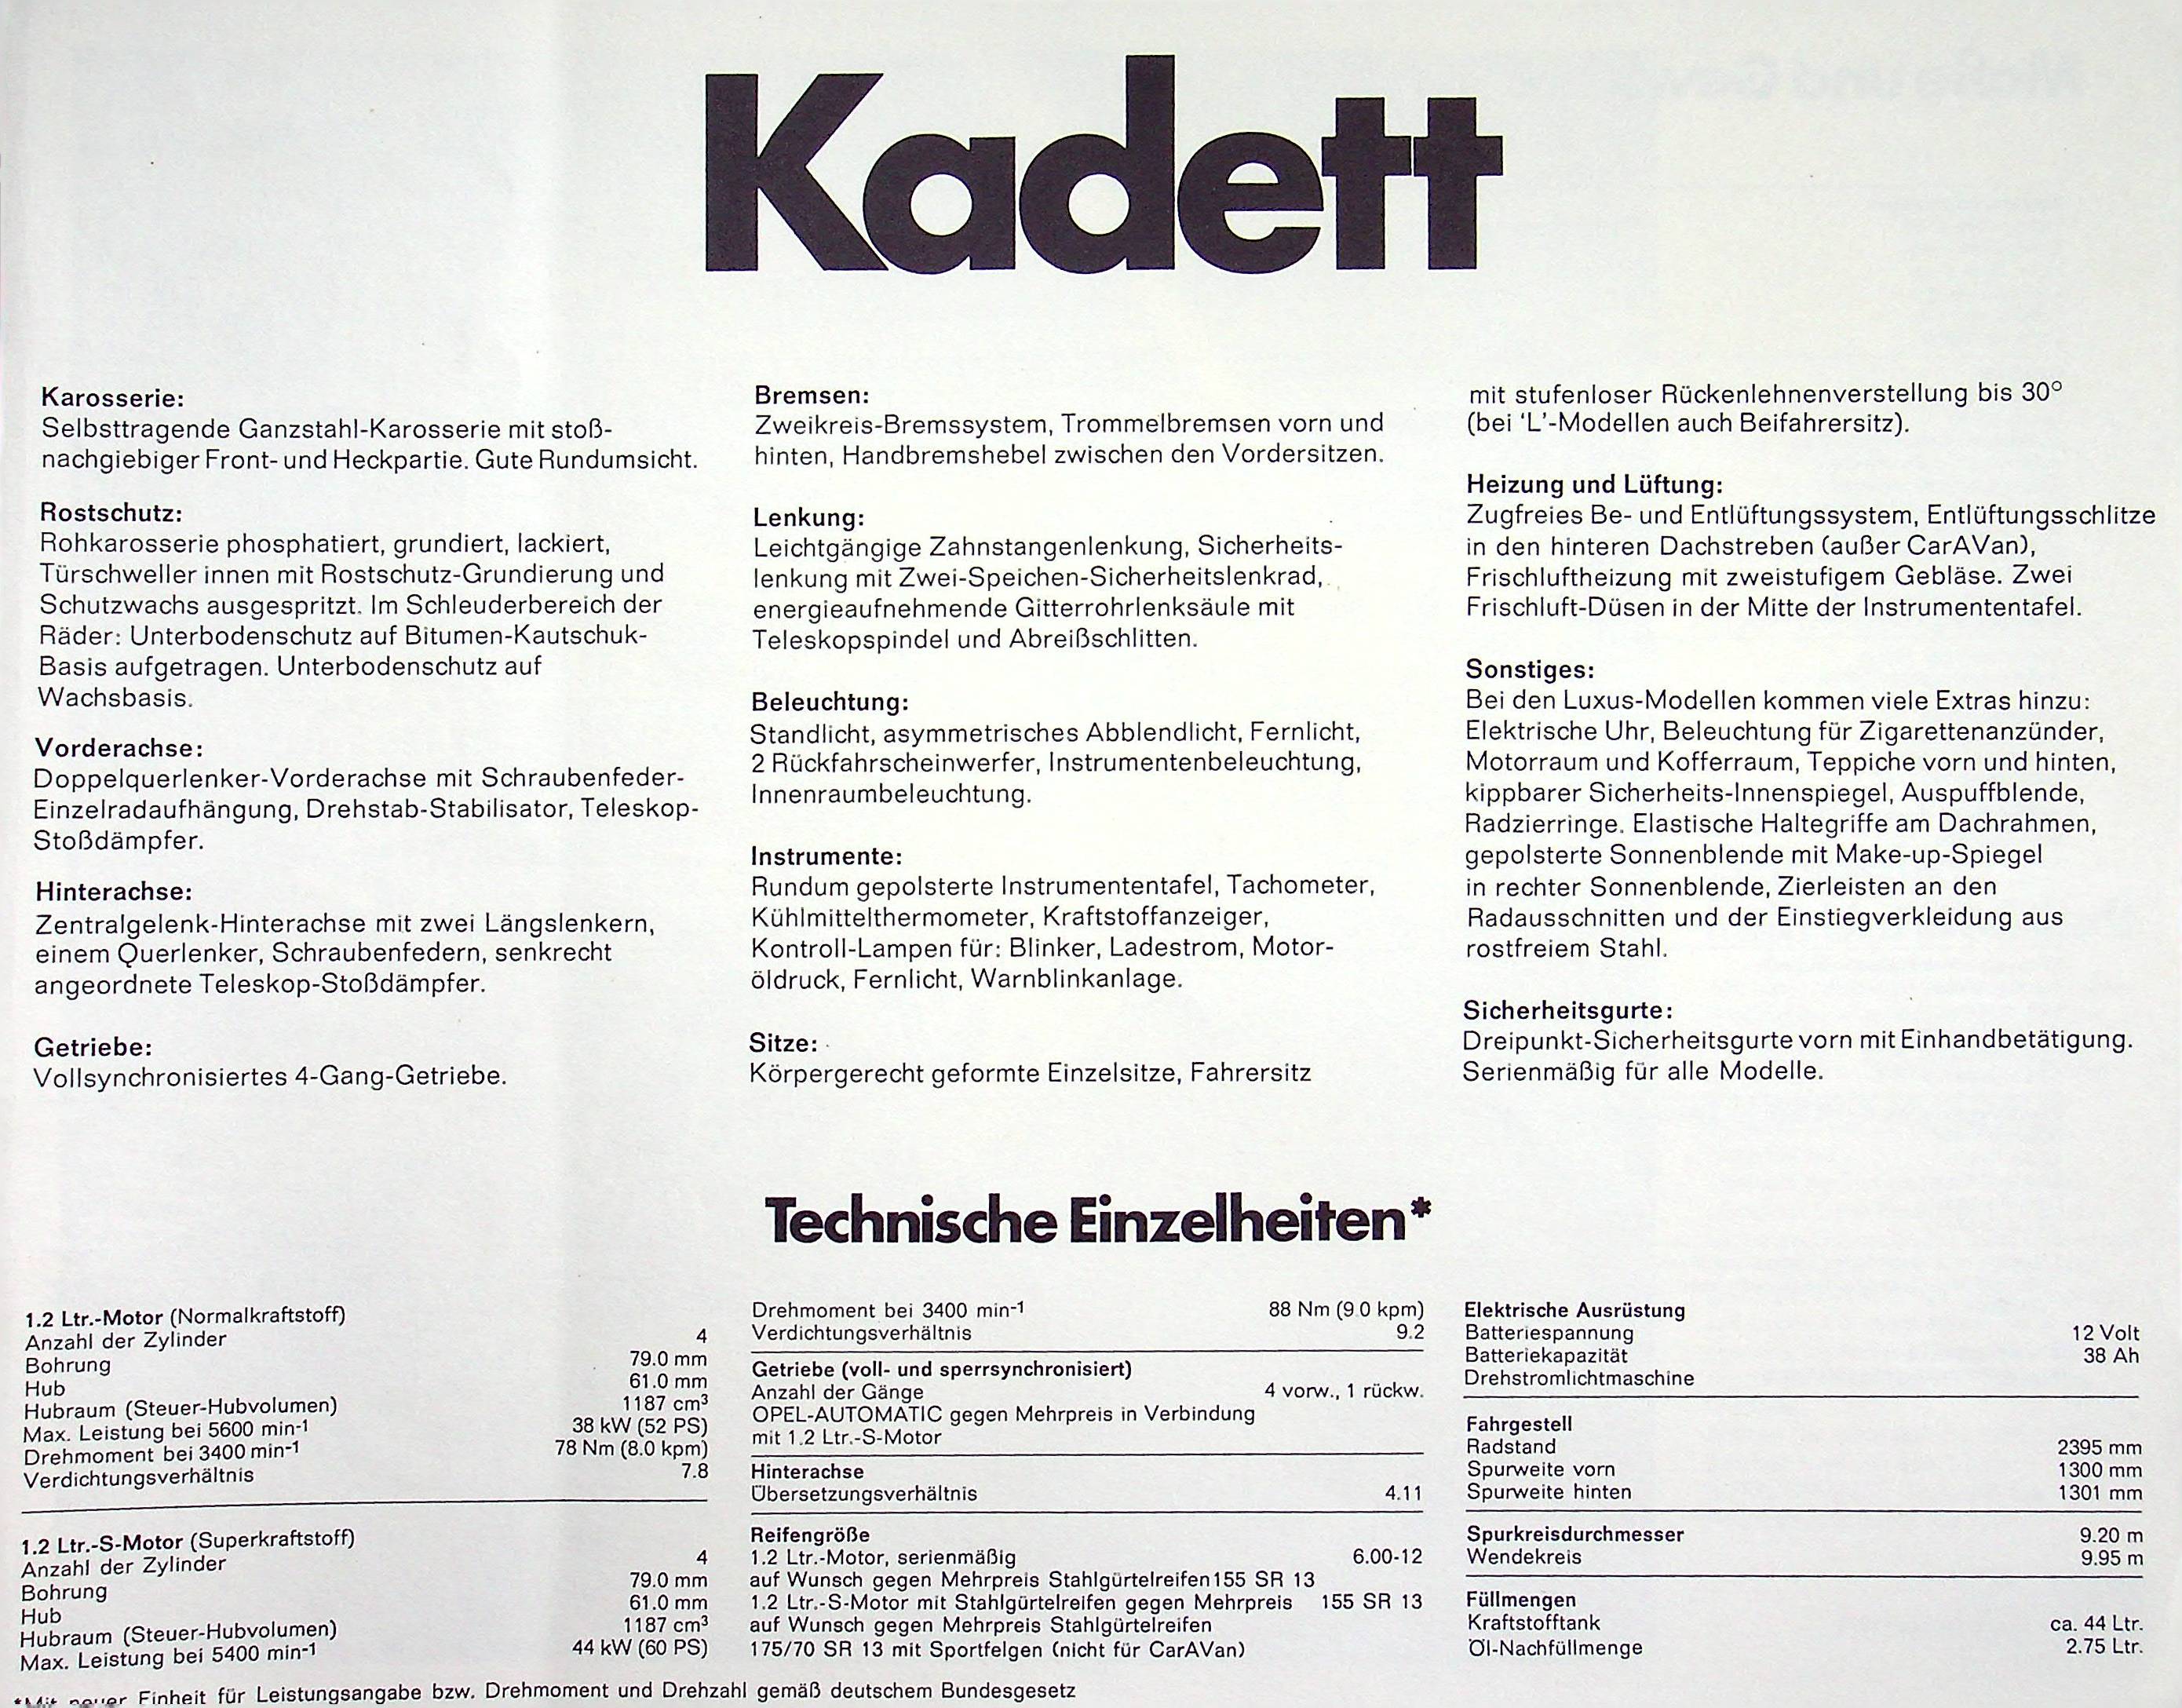 Kadett
Karosserie:
Selbsttragende Ganzstahl-Karosserie mit stoß-
nachgiebiger Front- und Heckpartie. Gute Rundumsicht.
Rostschutz:
Rohkarosserie phosphatiert, grundiert, lackiert,
Türschweller innen mit Rostschutz-Grundierung und
Schutzwachs ausgespritzt. Im Schleuderbereich der
Räder: Unterbodenschutz auf Bitumen-Kautschuk-
Basis aufgetragen. Unterbodenschutz auf
Wachsbasis.
Vorderachse:
Doppelquerlenker-Vorderachse mit Schraubenfeder-
Einzelradaufhängung, Drehstab-Stabilisator, Teleskop-
Stoßdämpfer.
Hinterachse:
Zentralgelenk-Hinterachse mit zwei Längslenkern,
einem Querlenker, Schraubenfedern, senkrecht
angeordnete Teleskop-Stoßdämpfer.
Getriebe:
Vollsynchronisiertes 4-Gang-Getriebe.
Bremsen:
Zweikreis-Bremssystem, Trommelbremsen vorn und
hinten, Handbremshebel zwischen den Vordersitzen.
Lenkung:
Leichtgängige Zahnstangenlenkung, Sicherheits-
lenkung mit Zwei-Speichen-Sicherheitslenkrad,
energieaufnehmende Gitterrohrlenksäule mit
Teleskopspindel und Abreißschlitten.
Beleuchtung:
Standlicht, asymmetrisches Abblendlicht, Fernlicht,
2 Rückfahrscheinwerfer, Instrumentenbeleuchtung,
Innenraumbeleuchtung.
Instrumente:
Rundum gepolsterte Instrumententafel, Tachometer,
Kühlmittelthermometer, Kraftstoffanzeiger,
Kontroll-Lampen für: Blinker, Ladestrom, Motor-
öldruck, Fernlicht, Warnblinkanlage.
Sitze:
Körpergerecht geformte Einzelsitze, Fahrersitz
mit stufenloser Rückenlehnenverstellung bis 30°
(bei 'L'-Modellen auch Beifahrersitz).
Heizung und Lüftung:
Zugfreies Be- und Entlüftungssystem, Entlüftungsschlitze
in den hinteren Dachstreben (außer CarAVan),
Frischluftheizung mit zweistufigem Gebläse. Zwei
Frischluft-Düsen in der Mitte der Instrumententafel.
Sonstiges:
Bei den Luxus-Modellen kommen viele Extras hinzu:
Elektrische Uhr, Beleuchtung für Zigarettenanzünder,
Motorraum und Kofferraum, Teppiche vorn und hinten,
kippbarer Sicherheits-Innenspiegel, Auspuffblende,
Radzierringe. Elastische Haltegriffe am Dachrahmen,
gepolsterte Sonnenblende mit Make-up-Spiegel
in rechter Sonnenblende, Zierleisten an den
Radausschnitten und der Einstiegverkleidung aus
rostfreiem Stahl.
Sicherheitsgurte:
Dreipunkt-Sicherheitsgurte vorn mit Einhandbetätigung.
Serienmäßig für alle Modelle.
Technische Einzelheiten*
1.2 Ltr.-Motor (Normalkraftstoff)
Anzahl der Zylinder 4
Bohrung 79.0 mm
Hub 61.0 mm
Hubraum (Steuer-Hubvolumen) 1187 cm³
Max. Leistung bei 5600 min⁻¹ 38 kW (52 PS)
Drehmoment bei 3400 min⁻¹ 78 Nm (8.0 kpm)
Verdichtungsverhältnis 7.8
1.2 Ltr.-S-Motor (Superkraftstoff)
Anzahl der Zylinder 4
Bohrung 79.0 mm
Hub 61.0 mm
Hubraum (Steuer-Hubvolumen) 1187 cm³
Max. Leistung bei 5400 min⁻¹ 44 kW (60 PS)
Drehmoment bei 3400 min⁻¹ 88 Nm (9.0 kpm)
Verdichtungsverhältnis 9.2
Getriebe (voll- und sperrsynchronisiert)
Anzahl der Gänge 4 vorw., 1 rückw.
OPEL-AUTOMATIC gegen Mehrpreis in Verbindung
mit 1.2 Ltr.-S-Motor
Hinterachse
Übersetzungsverhältnis 4.11
Reifengröße
1.2 Ltr.-Motor, serienmäßig 6.00-12
auf Wunsch gegen Mehrpreis Stahlgürtelreifen 155 SR 13
1.2 Ltr.-S-Motor mit Stahlgürtelreifen gegen Mehrpreis 155 SR 13
auf Wunsch gegen Mehrpreis Stahlgürtelreifen
175/70 SR 13 mit Sportfelgen (nicht für CarAVan)
Elektrische Ausrüstung
Batteriespannung 12 Volt
Batteriekapazität 38 Ah
Drehstromlichtmaschine
Fahrgestell
Radstand 2395 mm
Spurweite vorn 1300 mm
Spurweite hinten 1301 mm
Spurkreisdurchmesser 9.20 m
Wendekreis 9.95 m
Füllmengen
Kraftstofftank ca. 44 Ltr.
Öl-Nachfüllmenge 2.75 Ltr.
*Mit neuer Einheit für Leistungsangabe bzw. Drehmoment und Drehzahl gemäß deutschem Bundesgesetz